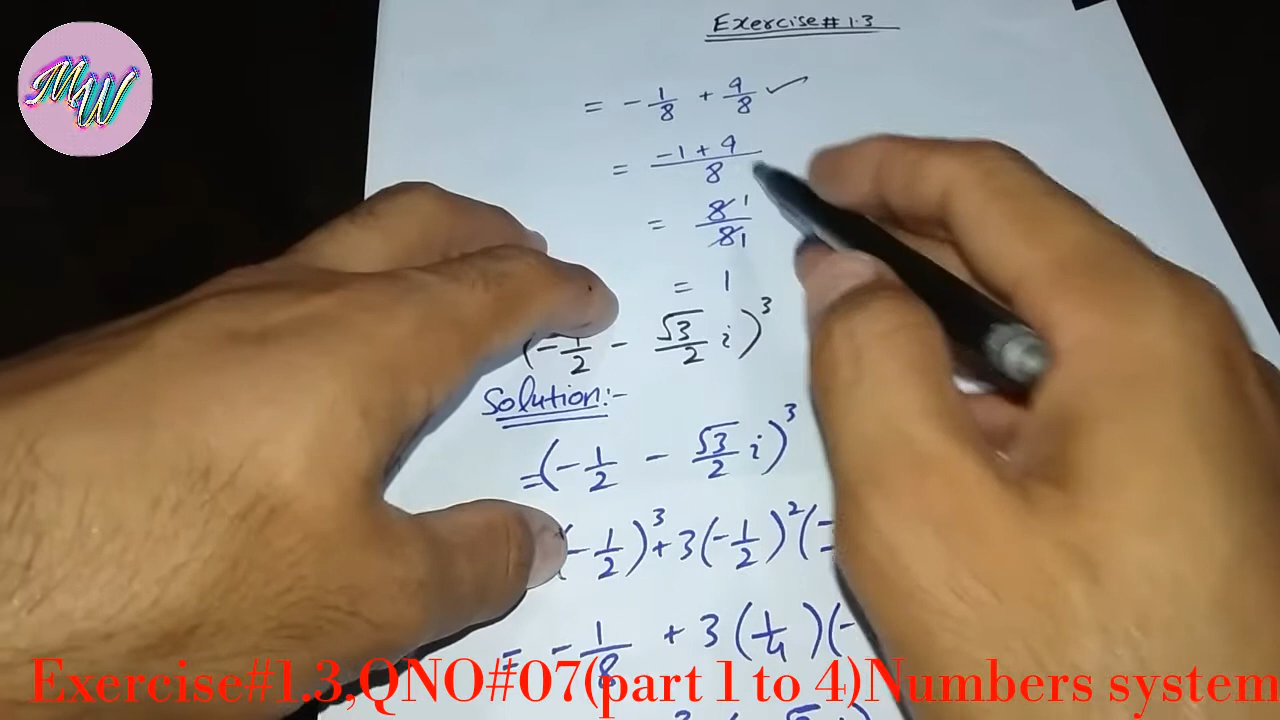 MW
Exercise# 1.3
= - 1/8 + 9/8 ✓
= -1+9/8
= 8 1/8 1
= 1
(-1/2 - √3/2 i)³
Solution:-
=(-1/2 - √3/2 i)³
(-1/2)³+3(-1/2)²(-
= -1/8 + 3(1/4)(-
Exercise#1.3,QNO#07(part 1 to 4)Numbers system